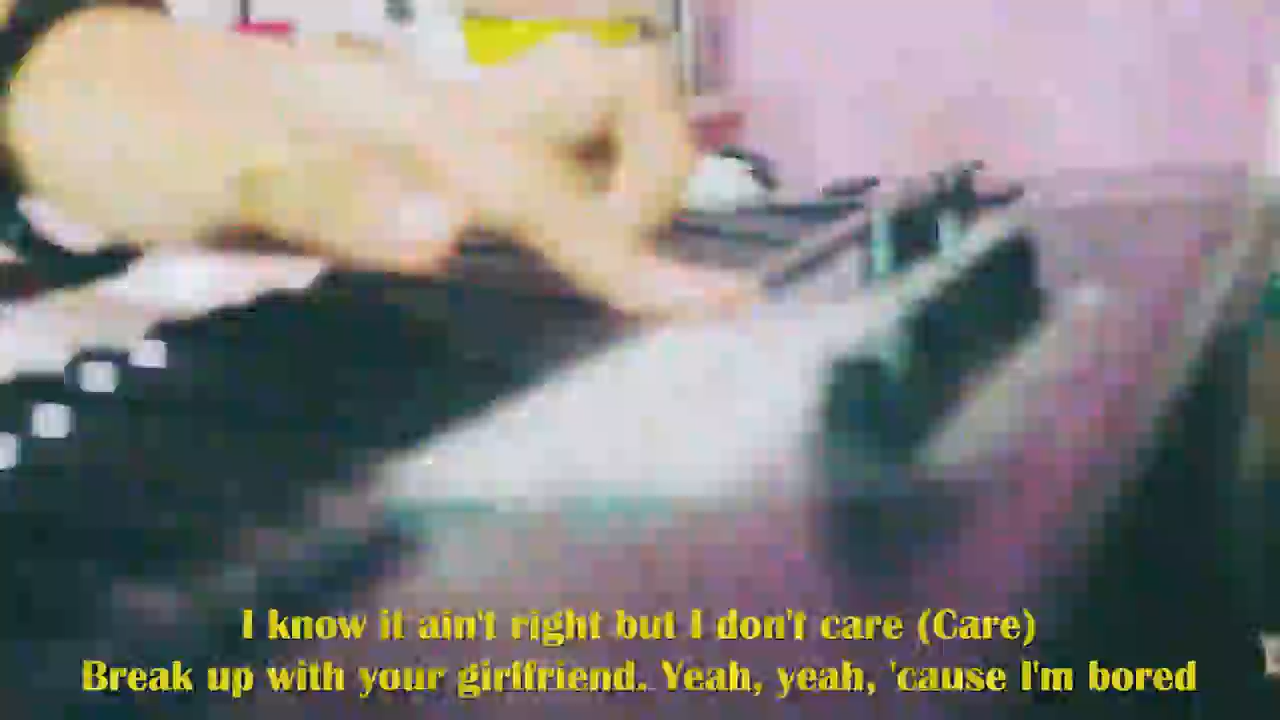 I know it ain't right but I don't care (Care)
Break up with your girlfriend. Yeah, yeah, 'cause I'm bored